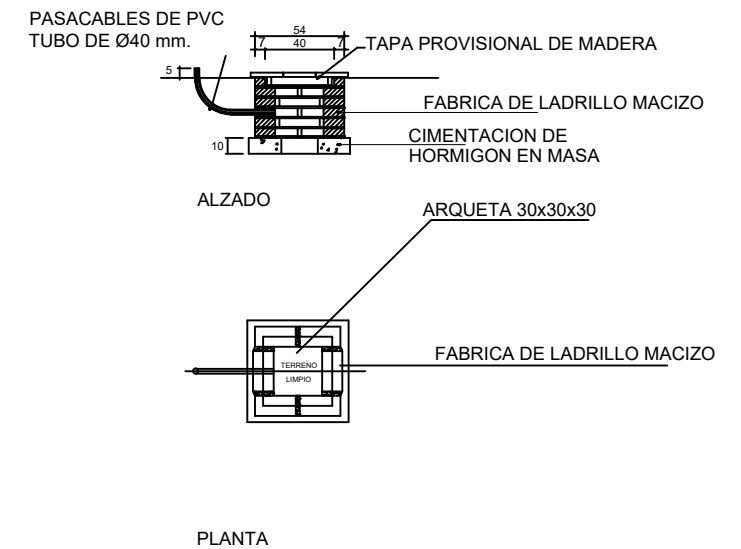 PASACABLES DE PVC
TUBO DE Ø40 mm.
54
7 40 7
TAPA PROVISIONAL DE MADERA
5
FABRICA DE LADRILLO MACIZO
10
CIMENTACION DE
HORMIGON EN MASA
ALZADO
ARQUETA 30x30x30
FABRICA DE LADRILLO MACIZO
TERRENO
LIMPIO
PLANTA